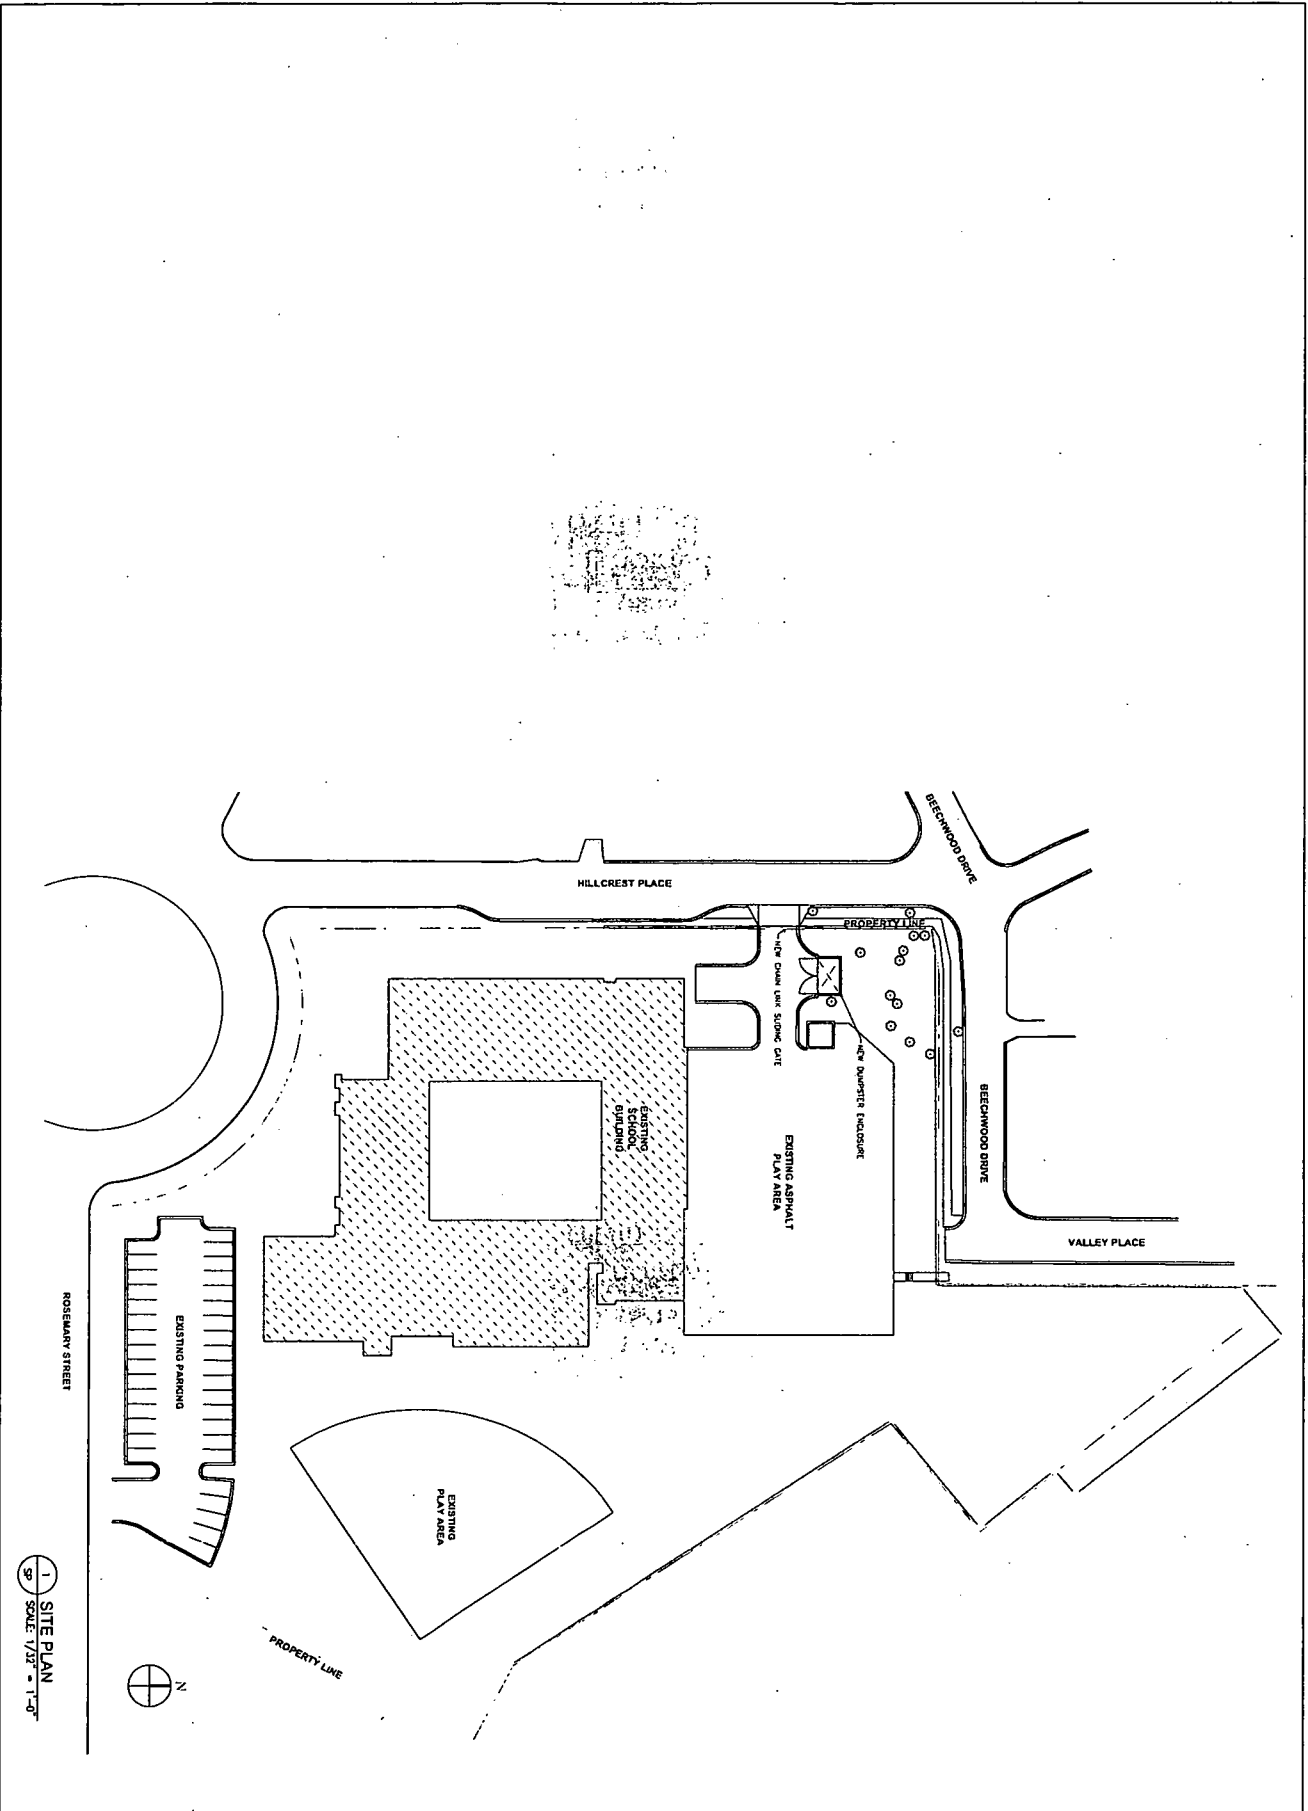 BEECHWOOD DRIVE
HILLCREST PLACE
PROPERTY LINE
NEW CHAIN LINK SLIDING GATE
NEW DUMPSTER ENCLOSURE
BEECHWOOD DRIVE
VALLEY PLACE
EXISTING
SCHOOL
BUILDING
EXISTING ASPHALT
PLAY AREA
ROSEMARY STREET
EXISTING PARKING
EXISTING
PLAY AREA
PROPERTY LINE
N
1
SP
SITE PLAN
SCALE: 1/32" = 1'-0"